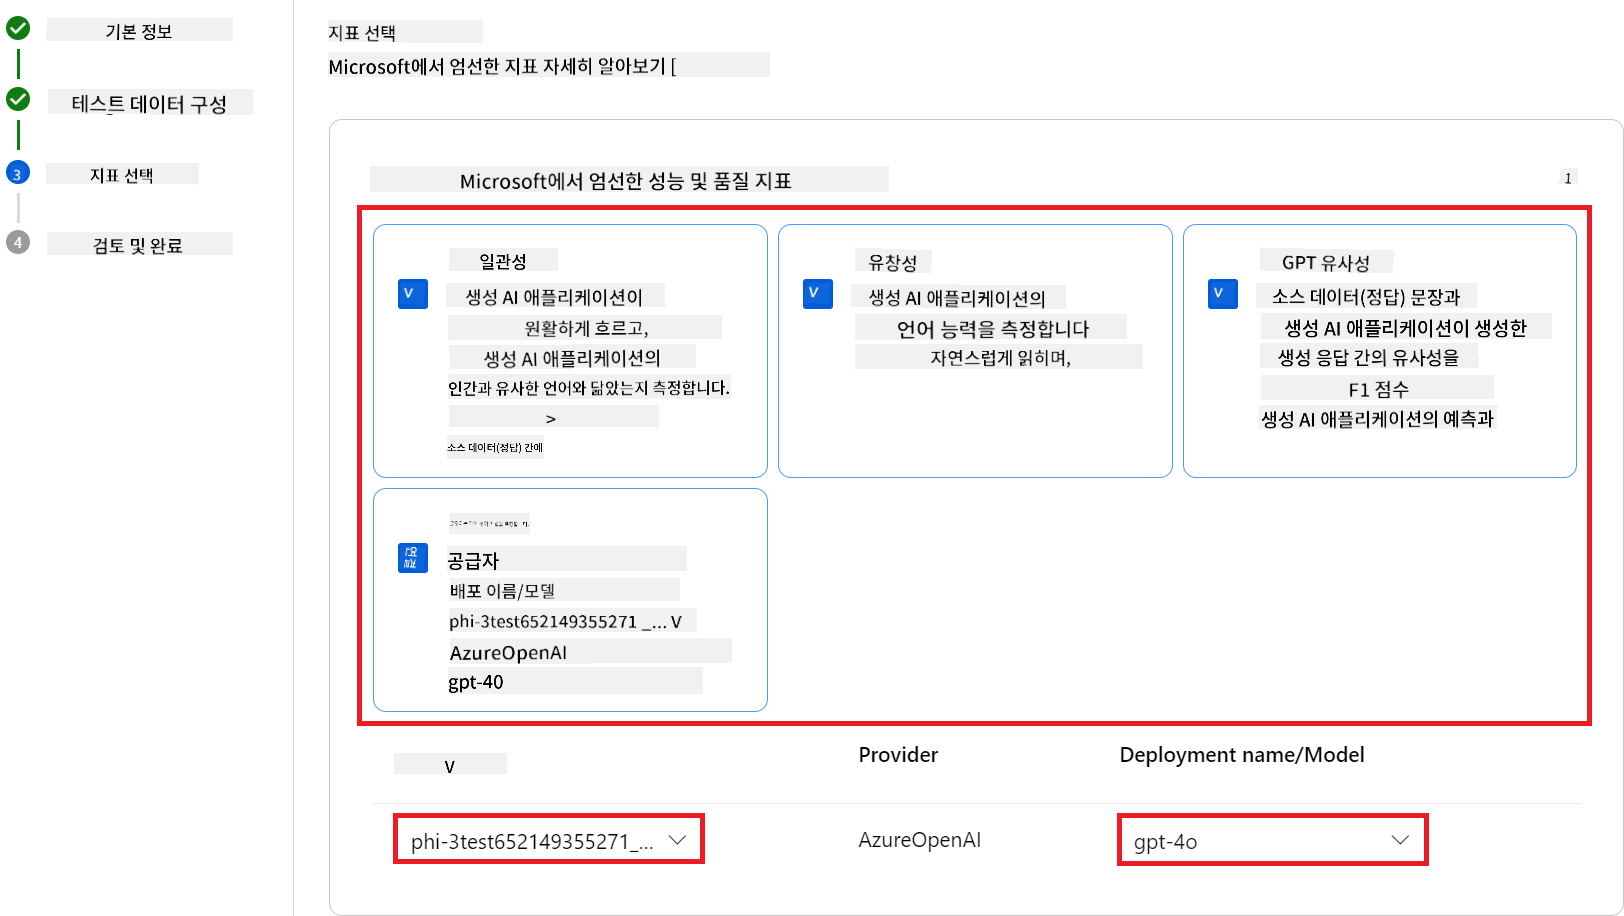 기본 정보
테스트 데이터 구성
3
지표 선택
4
검토 및 완료
지표 선택
Microsoft에서 엄선한 지표 자세히 알아보기 [
Microsoft에서 엄선한 성능 및 품질 지표
1
일관성
V
생성 AI 애플리케이션이
원활하게 흐르고,
생성 AI 애플리케이션의
인간과 유사한 언어와 닮았는지 측정합니다.
>
소스 데이터(정답) 간에
유창성
V
생성 AI 애플리케이션의
언어 능력을 측정합니다
자연스럽게 읽히며,
GPT 유사성
V
소스 데이터(정답) 문장과
생성 AI 애플리케이션이 생성한
생성 응답 간의 유사성을
F1 점수
생성 AI 애플리케이션의 예측과
연결
공급자
배포 이름/모델
phi-3test652149355271 _... V
AzureOpenAI
gpt-40
V
Provider
Deployment name/Model
phi-3test652149355271_...
AzureOpenAI
gpt-4o